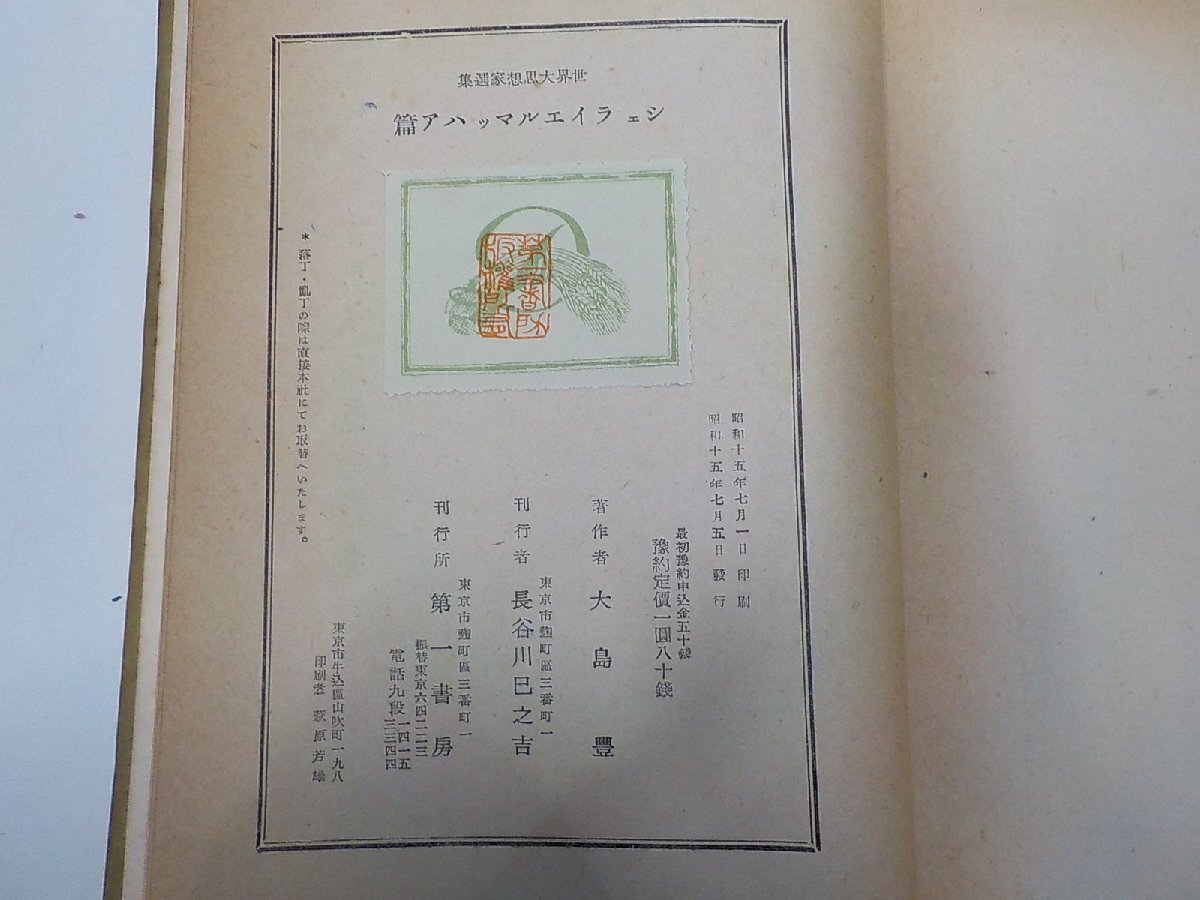 世界大思想家選集
シェライエルマッハア篇
昭和十五年七月一日印刷
昭和十五年七月五日發行
最初豫約申込金五十錢
豫約定價一圓八十錢
著作者 大島豊
東京市麴町區三番町一
刊行者 長谷川巳之吉
東京市麴町區三番町一
刊行所 第一書房
振替東京六四二二三
電話九段一四一五
三三四四
東京市牛込區山吹町一九八
印刷者 萩原芳雄
*落丁・亂丁の際は直接本社にてお取替へいたします。